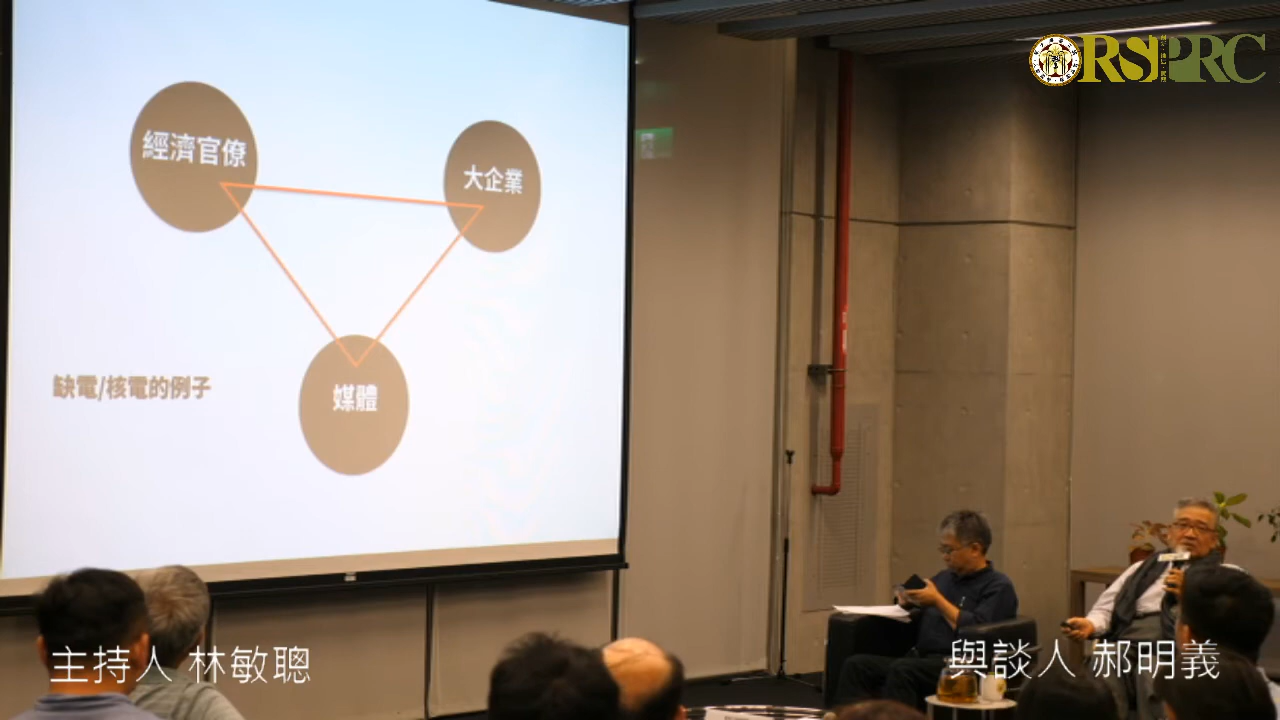 RSPRC
經濟官僚
大企業
媒體
缺電/核電的例子
主持人 林敏聰
與談人 郝明義